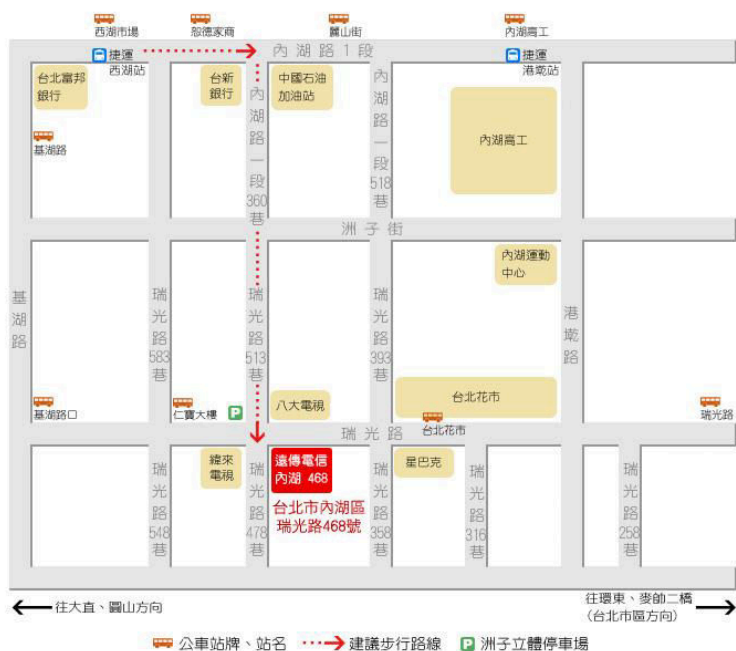 西湖市場
郃德家商
麗山街
內湖高工
捷運
西湖站
內湖路1段
捷運
港墘站
台北富邦
銀行
台新
銀行
中國石油
加油站
內湖路一段360巷
內湖路一段518巷
內湖高工
基湖路
洲子街
內湖運動
中心
基湖路
瑞光路583巷
瑞光路513巷
瑞光路393巷
港墘路
基湖路口
仁寶大樓
P
八大電視
台北花市
瑞光路
瑞光路
台北花市
緯來
電視
遠傳電信
內湖 468
星巴克
台北市內湖區
瑞光路468號
瑞光路548巷
瑞光路478巷
瑞光路358巷
瑞光路316巷
瑞光路258巷
往大直、圓山方向
往環東、麥帥二橋
(台北市區方向)
公車站牌、站名
建議步行路線
P 洲子立體停車場